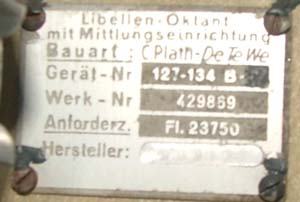 Libellen-Oktant
mit Mittlungseinrichtung
Bauart: C.Plath-DeTeWe
Gerät-Nr 127-134 B-
Werk-Nr 429869
Anforderz. Fl. 23750
Hersteller: